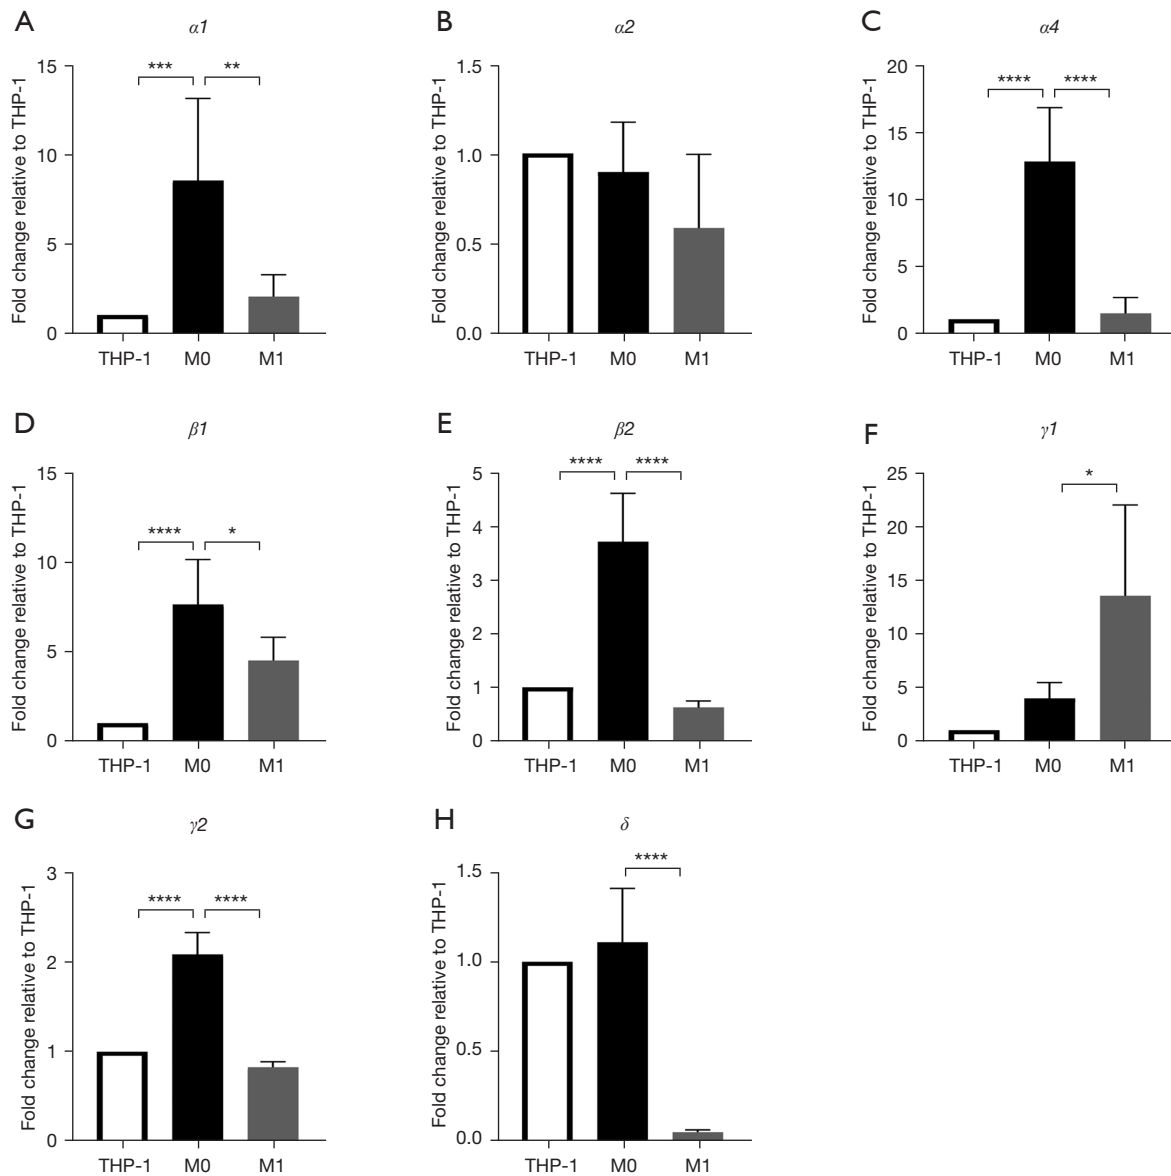 A
α1
Fold change relative to THP-1
15
10
5
0
***
**
THP-1 M0 M1
B
α2
Fold change relative to THP-1
1.5
1.0
0.5
0.0
THP-1 M0 M1
C
α4
Fold change relative to THP-1
20
15
10
5
0
****
****
THP-1 M0 M1
D
β1
Fold change relative to THP-1
15
10
5
0
****
*
THP-1 M0 M1
E
β2
Fold change relative to THP-1
5
4
3
2
1
0
****
****
THP-1 M0 M1
F
γ1
Fold change relative to THP-1
25
20
15
10
5
0
*
THP-1 M0 M1
G
γ2
Fold change relative to THP-1
3
2
1
0
****
****
THP-1 M0 M1
H
δ
Fold change relative to THP-1
1.5
1.0
0.5
0.0
****
THP-1 M0 M1